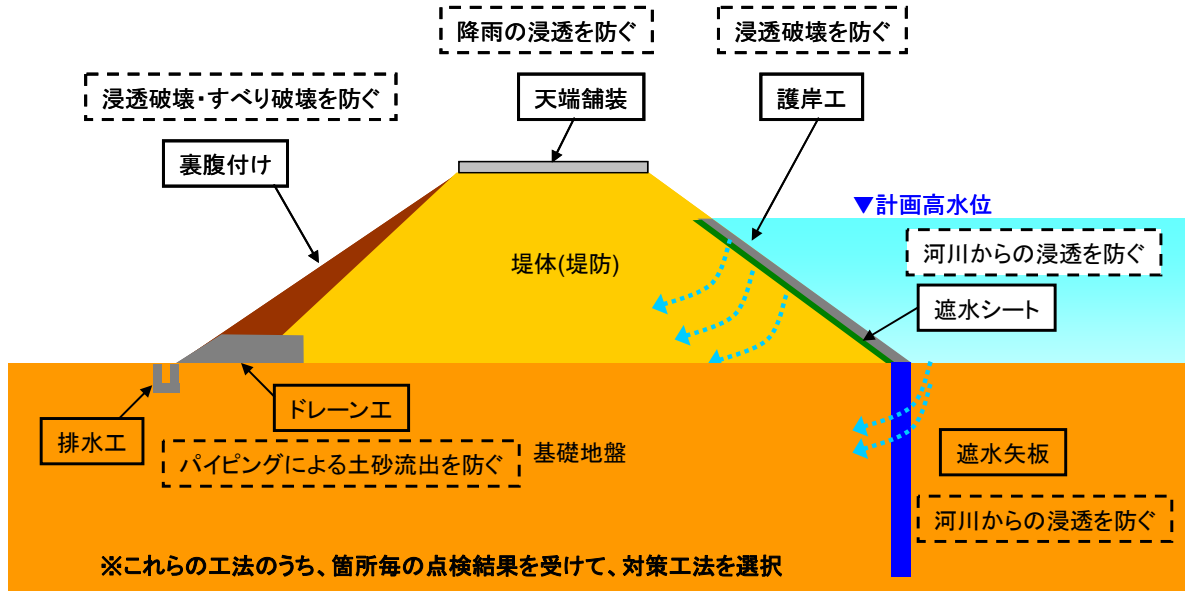 降雨の浸透を防ぐ
浸透破壊を防ぐ
浸透破壊・すべり破壊を防ぐ
天端舗装
護岸工
裏腹付け
▼計画高水位
河川からの浸透を防ぐ
堤体(堤防)
遮水シート
ドレーン工
排水工
パイピングによる土砂流出を防ぐ
基礎地盤
遮水矢板
河川からの浸透を防ぐ
※これらの工法のうち、箇所毎の点検結果を受けて、対策工法を選択